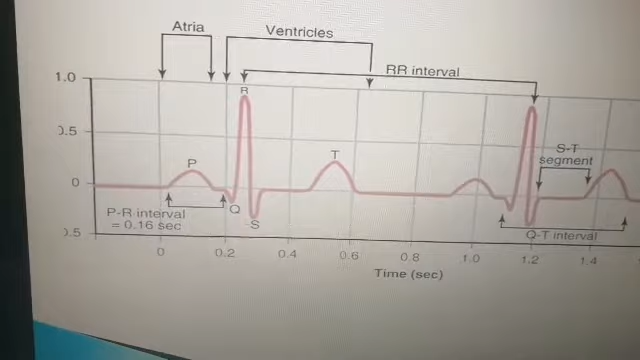 Atria
Ventricles
RR interval
1.0
R
0.5
S-T
segment
P
T
0
Q
S
P-R interval
= 0.16 sec
Q-T interval
.5
0
0.2
0.4
0.6
0.8
1.0
1.2
1.4
Time (sec)